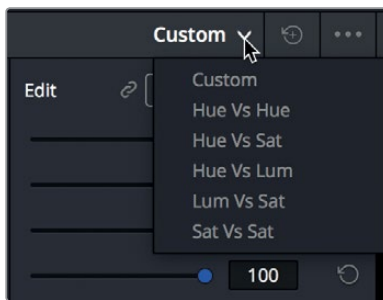 Custom
Edit
Custom
Hue Vs Hue
Hue Vs Sat
Hue Vs Lum
Lum Vs Sat
Sat Vs Sat
100